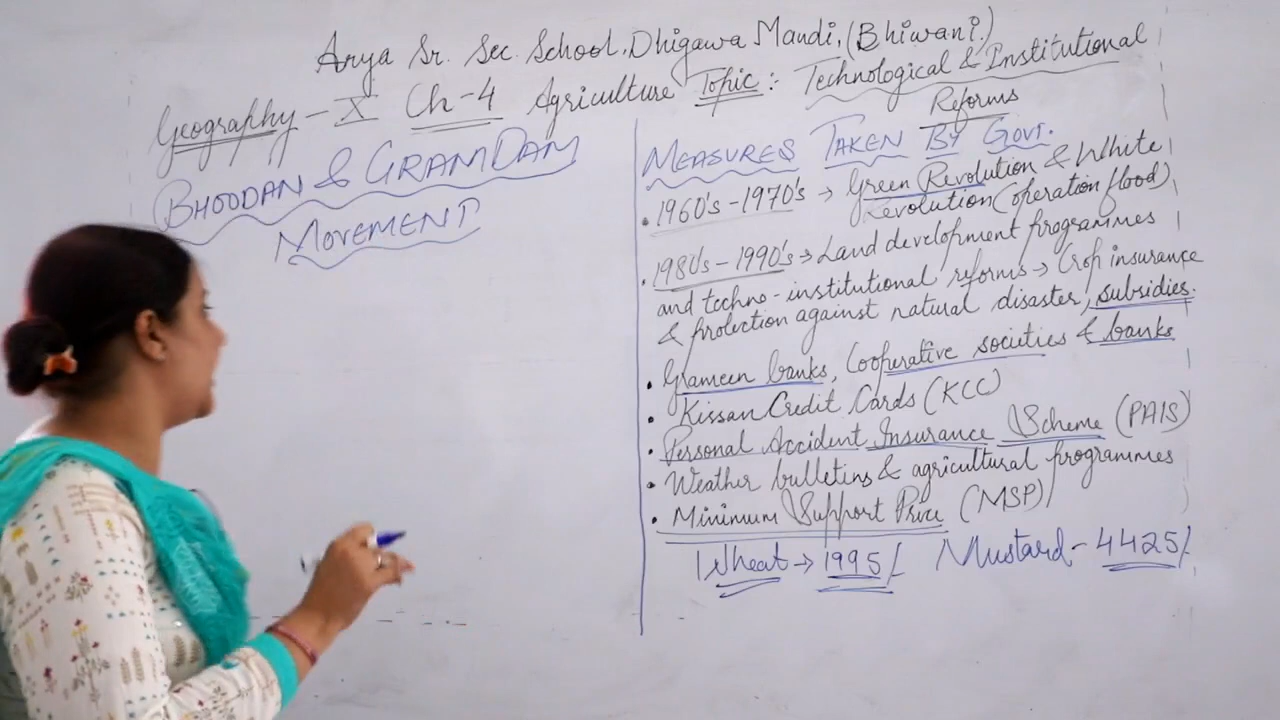 Arya Sr. Sec. School, Dhigawa Mandi, (Bhiwani.)
Geography - X Ch-4 Agriculture Topic: Technological & Institutional
Reforms
BHOODAN & GRAMDAM
MOVEMENT
MEASURES TAKEN BY GOVT.
• 1960's - 1970's → Green Revolution & White
Revolution (operation flood)
• 1980's - 1990's → Land development programmes
and techno-institutional reforms → Crop insurance
& protection against natural disaster, subsidies.
• Grameen banks, Cooperative societies & banks
• Kissan Credit Cards (KCC)
• Personal Accident Insurance Scheme (PAIS)
• Weather bulletins & agricultural programmes
• Minimum Support Price (MSP)
Wheat → 1995/- Mustard - 4425/-